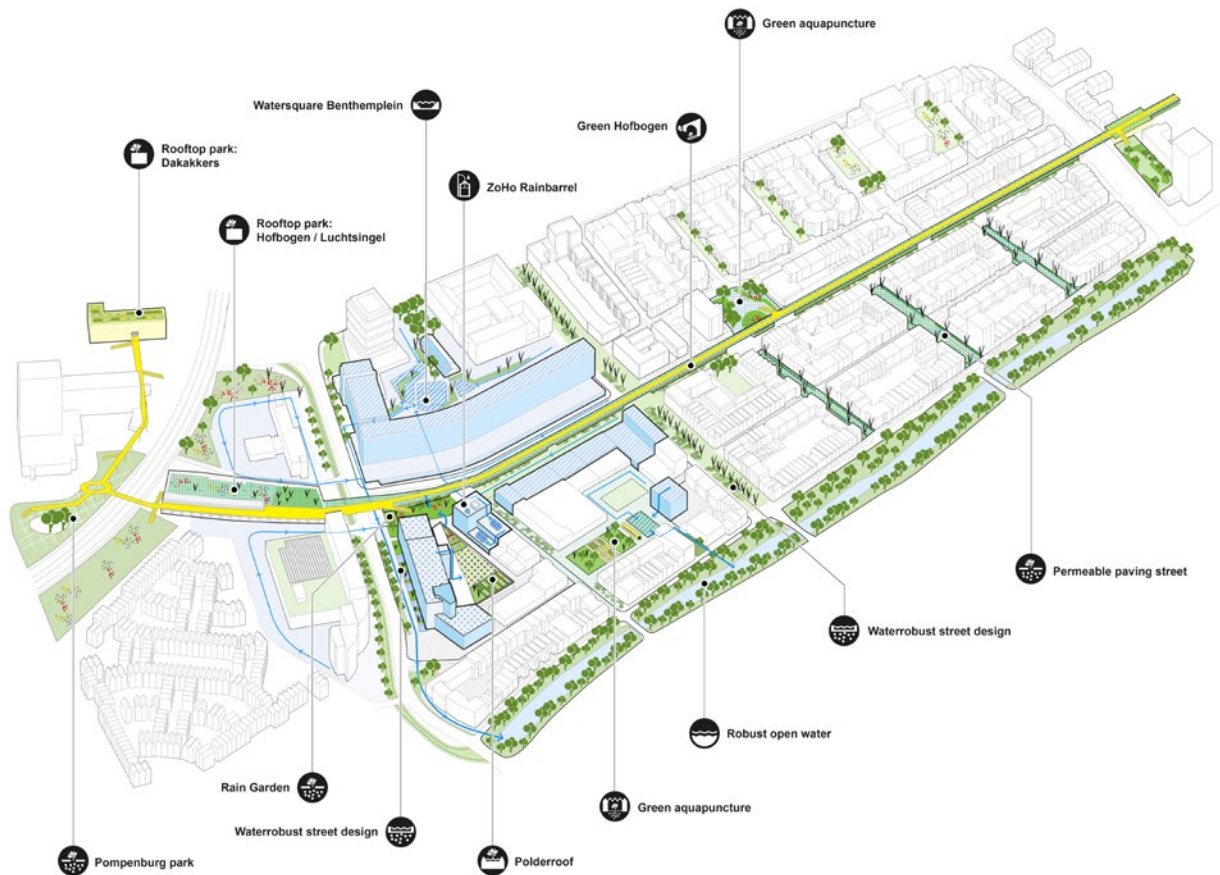 Green aquapuncture
Watersquare Benthemplein
Green Hofbogen
Rooftop park:
Dakakkers
ZoHo Rainbarrel
Rooftop park:
Hofbogen / Luchtsingel
Permeable paving street
Waterrobust street design
Robust open water
Rain Garden
Green aquapuncture
Waterrobust street design
Pompenburg park
Polderroof